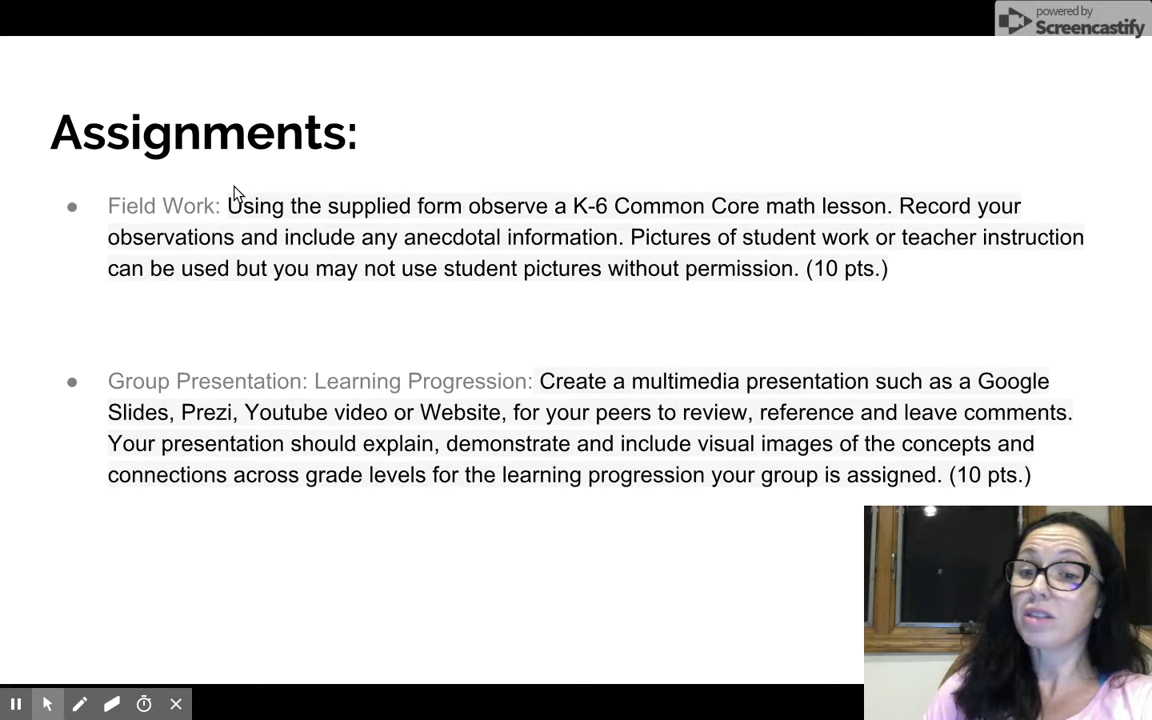 powered by
Screencastify
Assignments:
Field Work: Using the supplied form observe a K-6 Common Core math lesson. Record your
observations and include any anecdotal information. Pictures of student work or teacher instruction
can be used but you may not use student pictures without permission. (10 pts.)
Group Presentation: Learning Progression: Create a multimedia presentation such as a Google
Slides, Prezi, Youtube video or Website, for your peers to review, reference and leave comments.
Your presentation should explain, demonstrate and include visual images of the concepts and
connections across grade levels for the learning progression your group is assigned. (10 pts.)